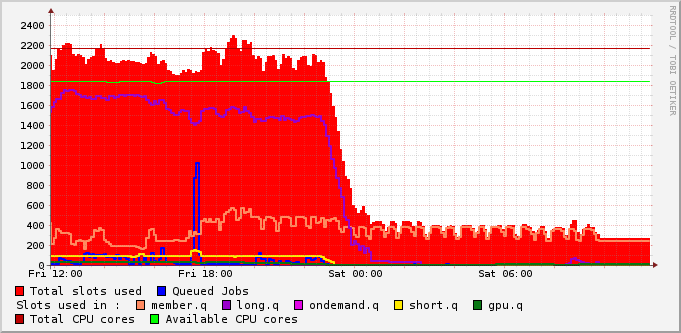 2400
2200
2000
1800
1600
1400
1200
1000
800
600
400
200
0
Fri 12:00 Fri 18:00 Sat 00:00 Sat 06:00
RRDTOOL / TOBI OETIKER
Total slots used Queued Jobs
Slots used in : member.q long.q ondemand.q short.q gpu.q
Total CPU cores Available CPU cores